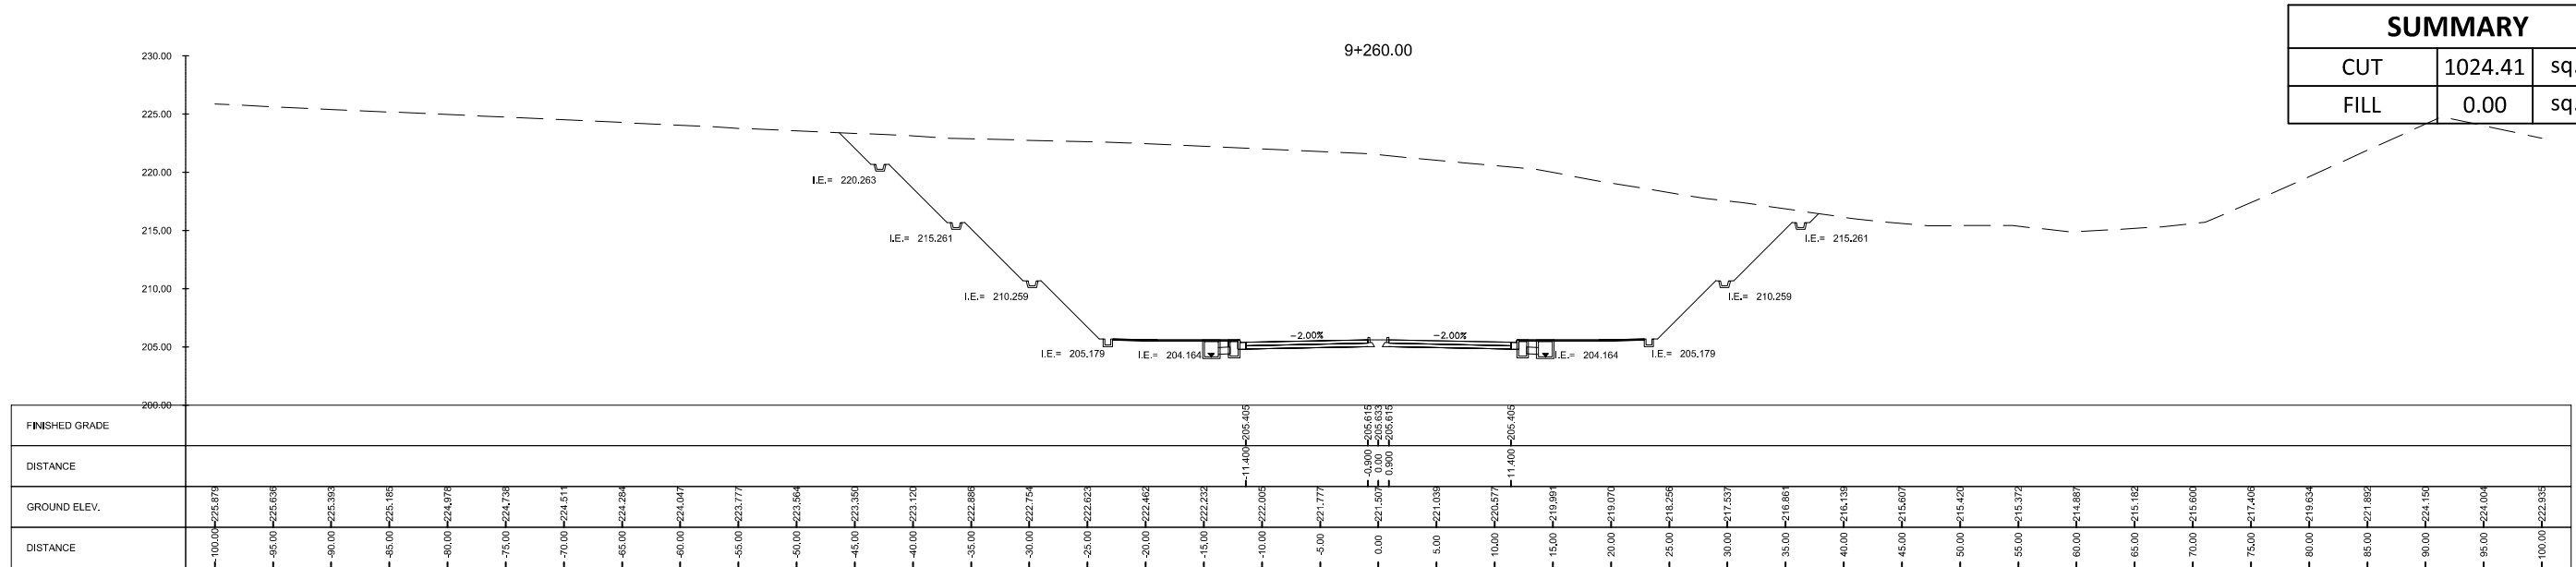 SUMMARY
CUT 1024.41 sq.
FILL 0.00 sq.
9+260.00
230.00
225.00
220.00
215.00
210.00
205.00
200.00
I.E.= 220.263
I.E.= 215.261
I.E.= 210.259
I.E.= 205.179
I.E.= 204.164
-2.00%
-2.00%
I.E.= 204.164
I.E.= 205.179
I.E.= 210.259
I.E.= 215.261
FINISHED GRADE 205.405 205.615 205.633 205.615 205.405
DISTANCE -11.400 -0.900 0.00 0.900 11.400
GROUND ELEV. 225.879 225.636 225.393 225.185 224.978 224.738 224.511 224.284 224.047 223.777 223.564 223.350 223.120 222.886 222.754 222.623 222.462 222.232 222.005 221.777 221.507 221.039 220.577 219.991 219.070 218.256 217.537 216.861 216.139 215.607 215.420 215.372 214.887 215.182 215.600 217.406 219.634 221.892 224.150 224.004 222.935
DISTANCE -100.00 -95.00 -90.00 -85.00 -80.00 -75.00 -70.00 -65.00 -60.00 -55.00 -50.00 -45.00 -40.00 -35.00 -30.00 -25.00 -20.00 -15.00 -10.00 -5.00 0.00 5.00 10.00 15.00 20.00 25.00 30.00 35.00 40.00 45.00 50.00 55.00 60.00 65.00 70.00 75.00 80.00 85.00 90.00 95.00 100.00